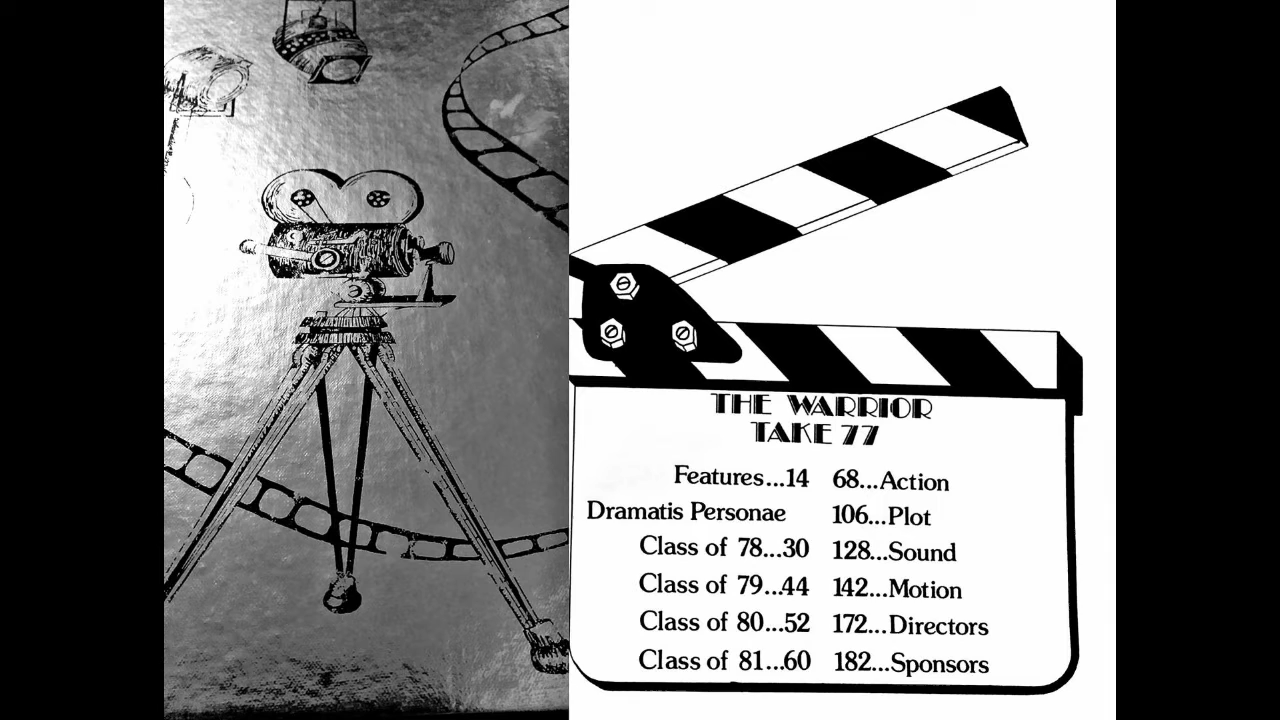 THE WARRIOR
TAKE 77
Features...14 68...Action
Dramatis Personae 106...Plot
Class of 78...30 128...Sound
Class of 79...44 142...Motion
Class of 80...52 172...Directors
Class of 81...60 182...Sponsors